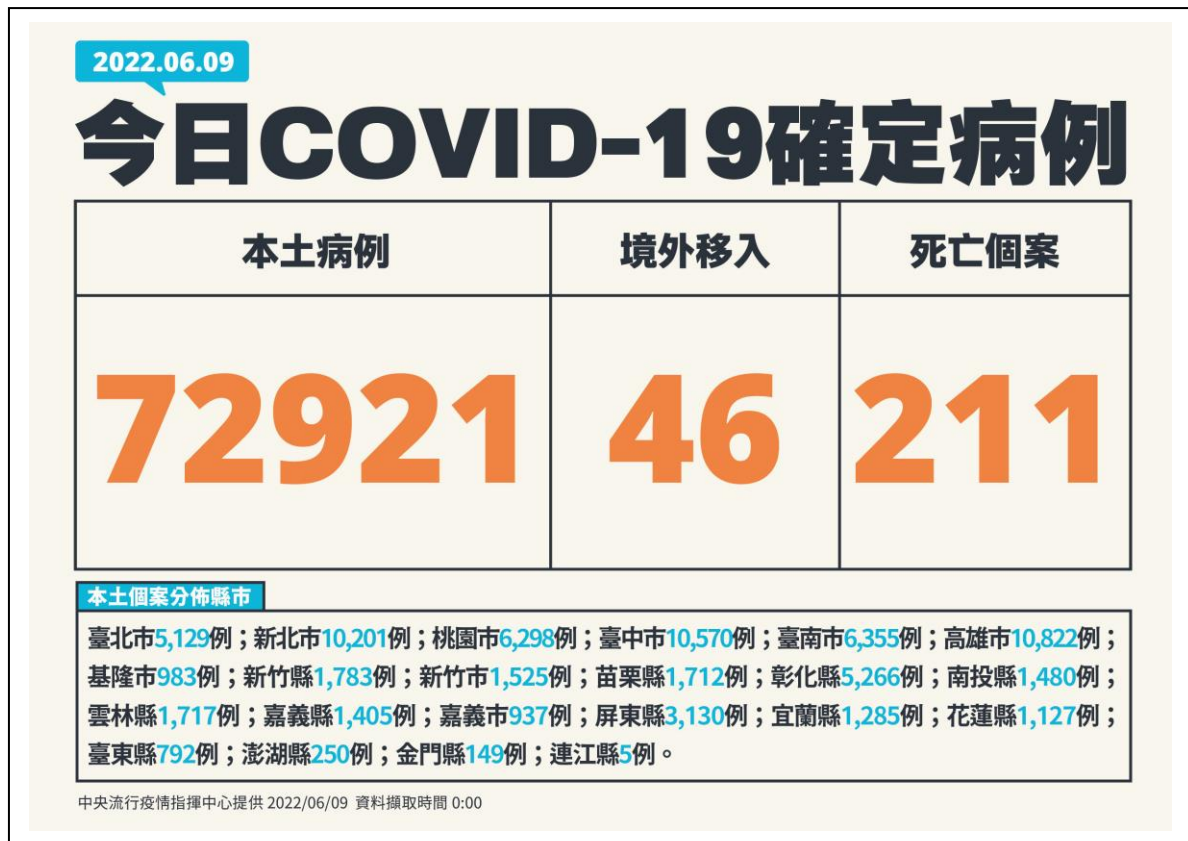 2022.06.09
今日COVID-19確定病例
本土病例
境外移入
死亡個案
72921
46
211
本土個案分佈縣市
臺北市5,129例；新北市10,201例；桃園市6,298例；臺中市10,570例；臺南市6,355例；高雄市10,822例；
基隆市983例；新竹縣1,783例；新竹市1,525例；苗栗縣1,712例；彰化縣5,266例；南投縣1,480例；
雲林縣1,717例；嘉義縣1,405例；嘉義市937例；屏東縣3,130例；宜蘭縣1,285例；花蓮縣1,127例；
臺東縣792例；澎湖縣250例；金門縣149例；連江縣5例。
中央流行疫情指揮中心提供 2022/06/09 資料擷取時間 0:00